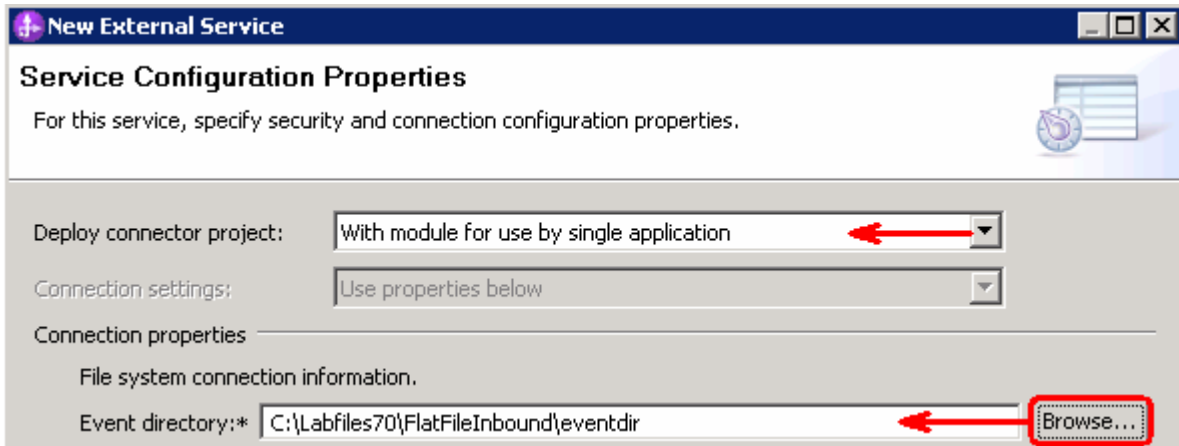 New External Service
Service Configuration Properties
For this service, specify security and connection configuration properties.
Deploy connector project: With module for use by single application
Connection settings: Use properties below
Connection properties
File system connection information.
Event directory:* C:\Labfiles70\FlatFileInbound\eventdir Browse...